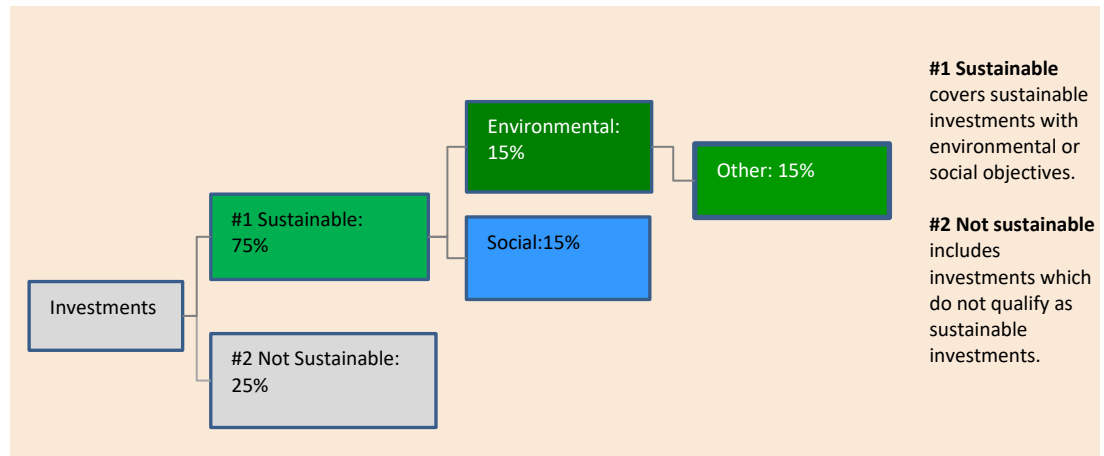 Investments
#1 Sustainable:
75%
#2 Not Sustainable:
25%
Environmental:
15%
Social:15%
Other: 15%
#1 Sustainable
covers sustainable
investments with
environmental or
social objectives.
#2 Not sustainable
includes
investments which
do not qualify as
sustainable
investments.